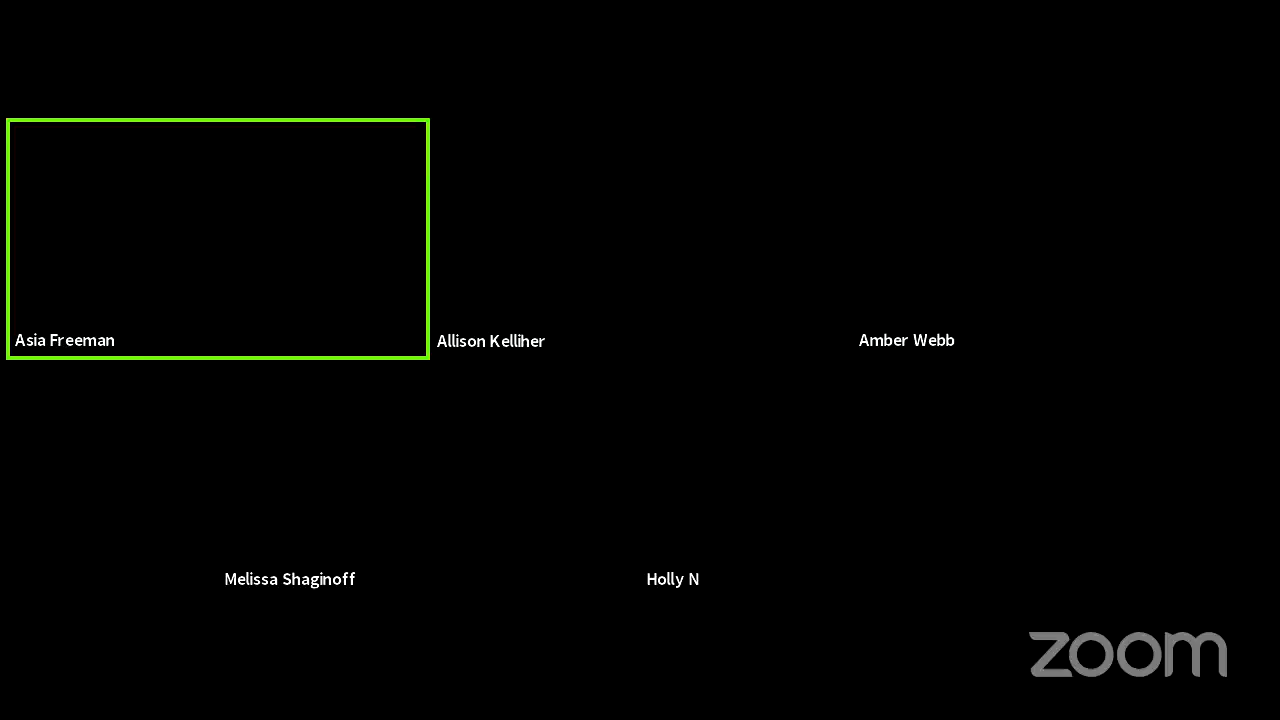 Asia Freeman
Allison Kelliher
Amber Webb
Melissa Shaginoff
Holly N
zoom